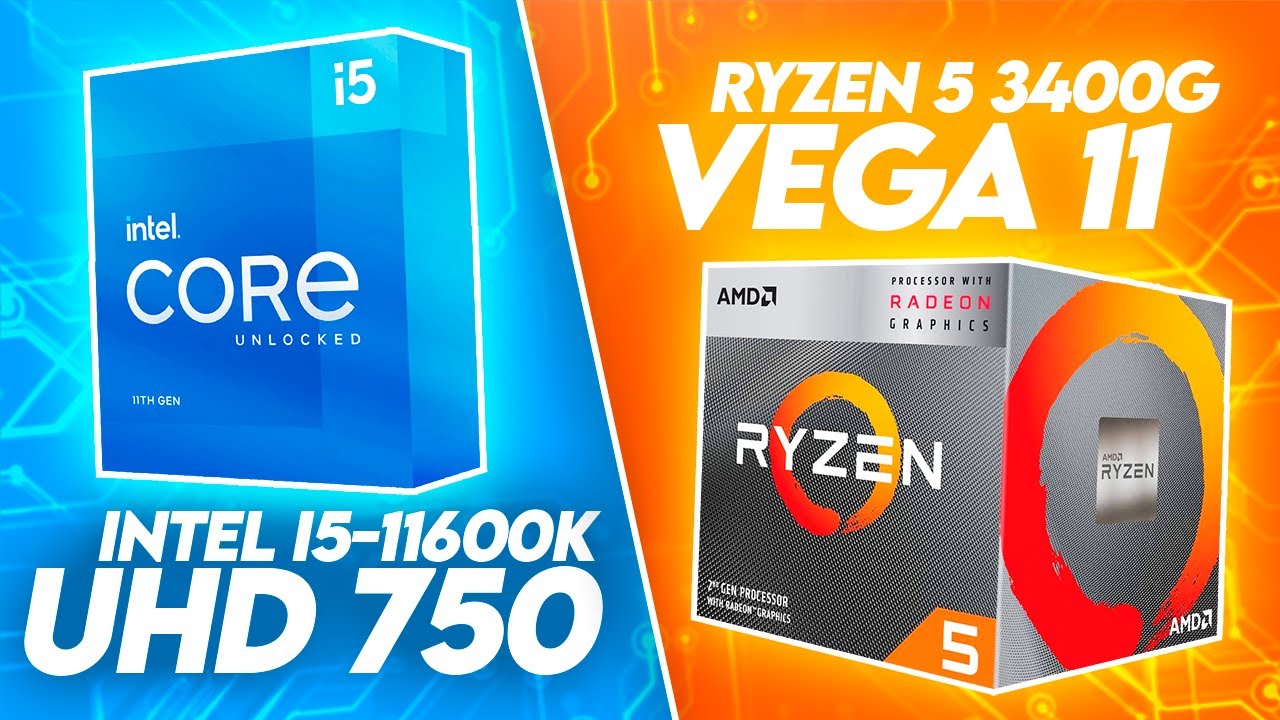 i5
intel.
CORe
UNLOCKED
11TH GEN
INTEL I5-11600K
UHD 750
RYZEN 5 3400G
VEGA 11
AMD
PROCESSOR WITH
RADEON
GRAPHICS
RYZEN
2ND GEN PROCESSOR
WITH RADEON™ GRAPHICS
5
AMD
RYZEN
AMD